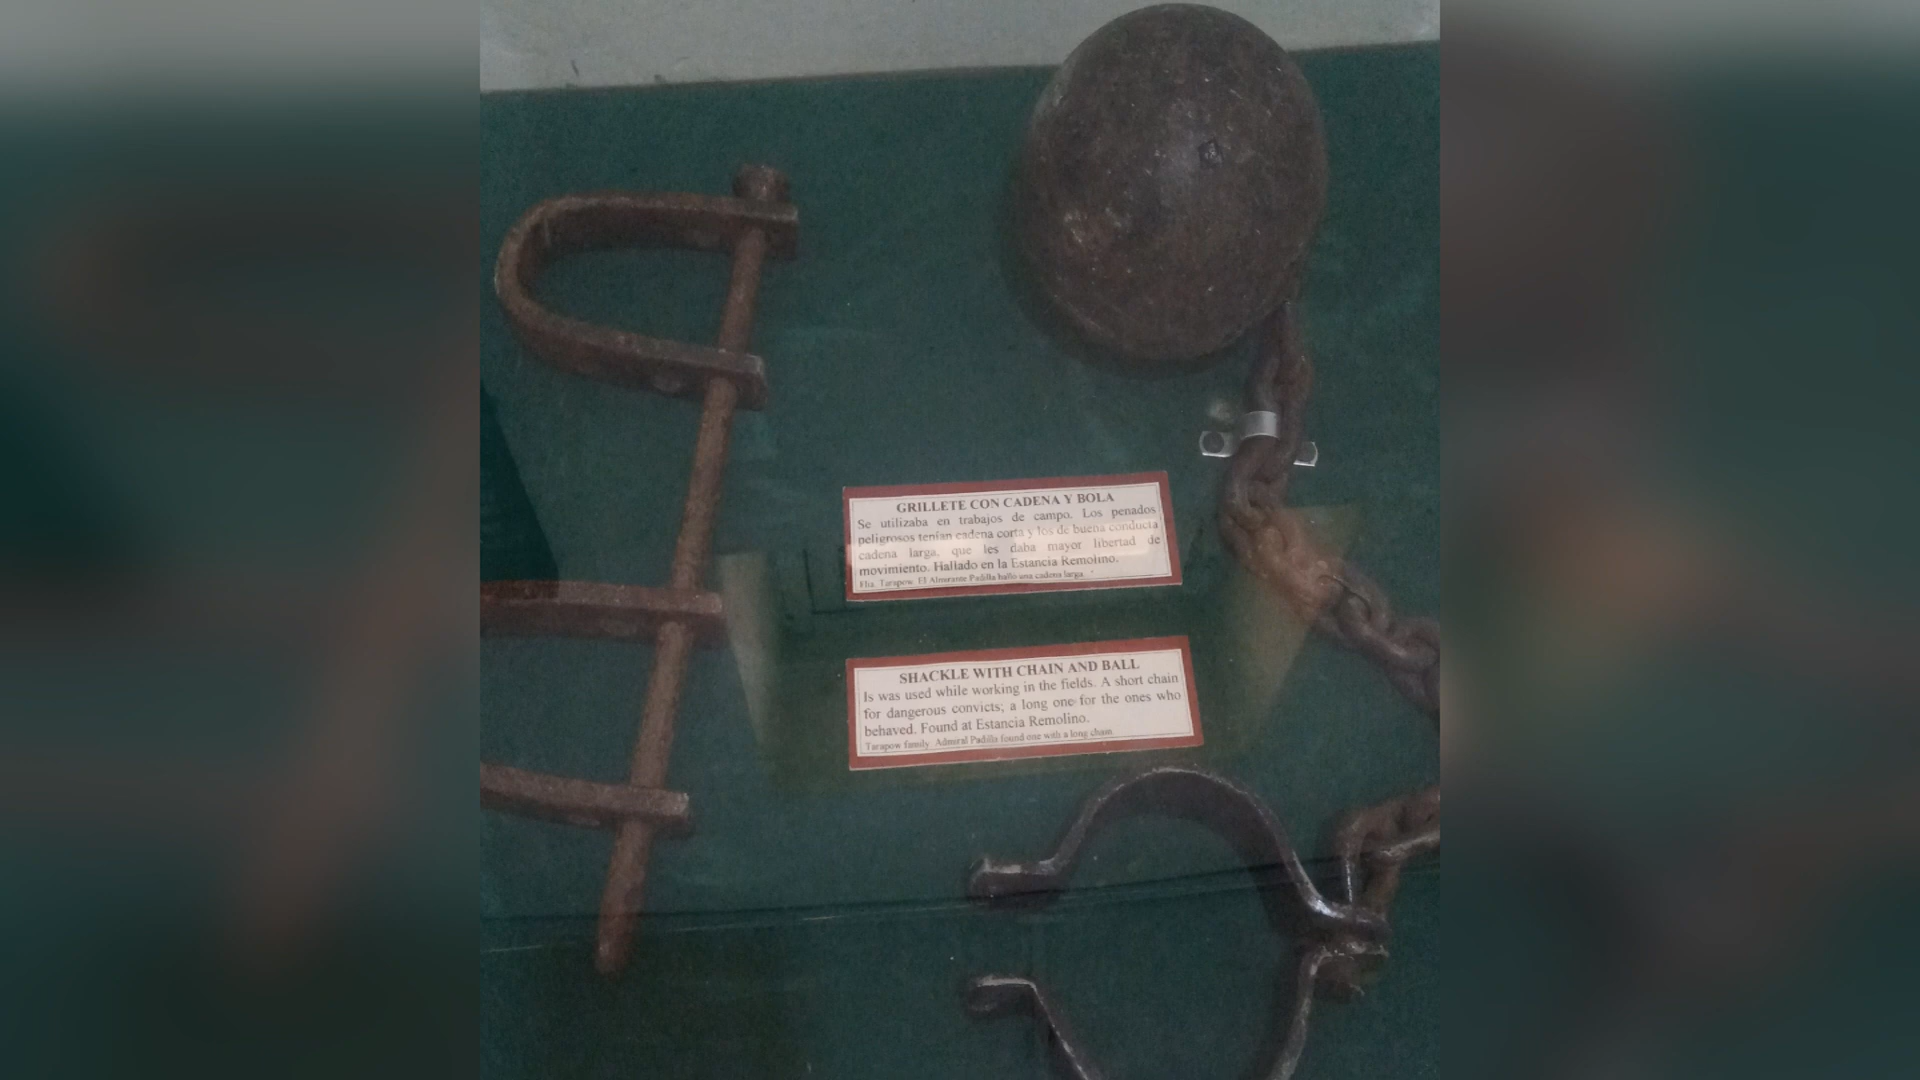 GRILLETE CON CADENA Y BOLA
Se utilizaba en trabajos de campo. Los penados
peligrosos tenían cadena corta y los de buena conducta
cadena larga, que les daba mayor libertad de
movimiento. Hallado en la Estancia Remolino.
Flia. Tarapow. El Almirante Padilla halló una cadena larga.
SHACKLE WITH CHAIN AND BALL
Is was used while working in the fields. A short chain
for dangerous convicts; a long one for the ones who
behaved. Found at Estancia Remolino.
Tarapow family. Admiral Padilla found one with a long chain.